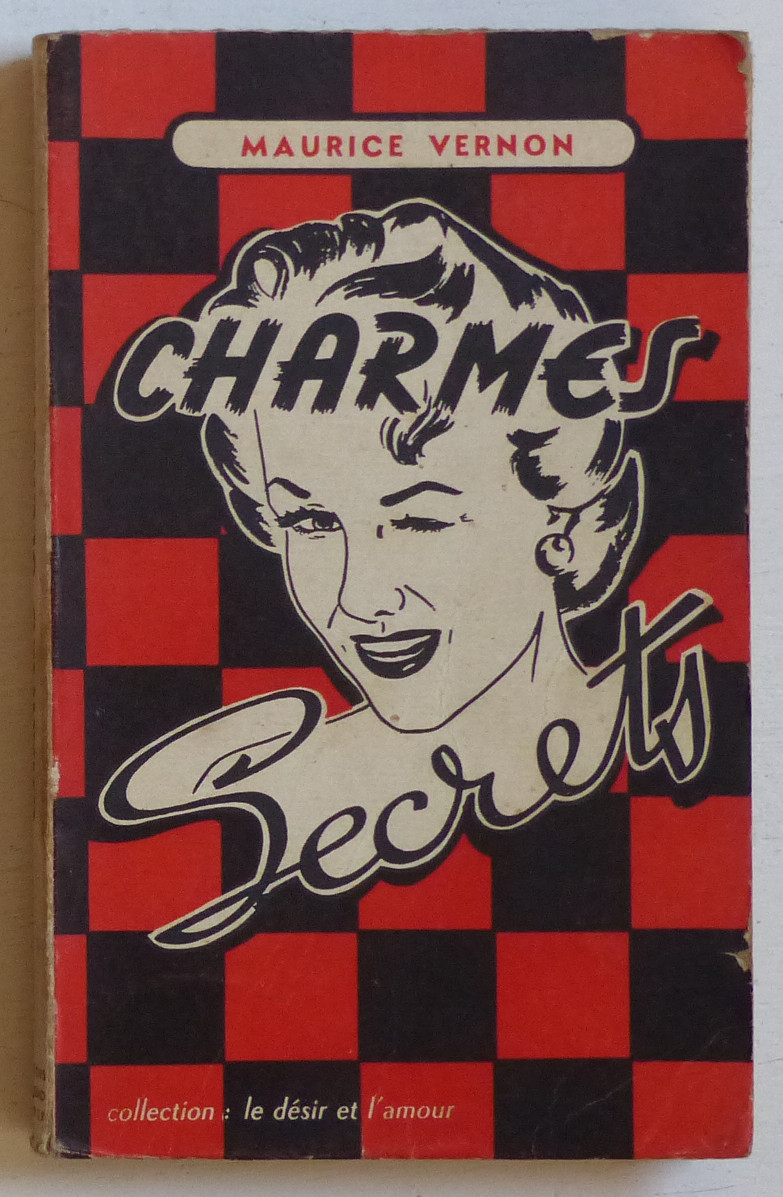 MAURICE VERNON
CHARMES
Secrets
collection : le désir et l'amour